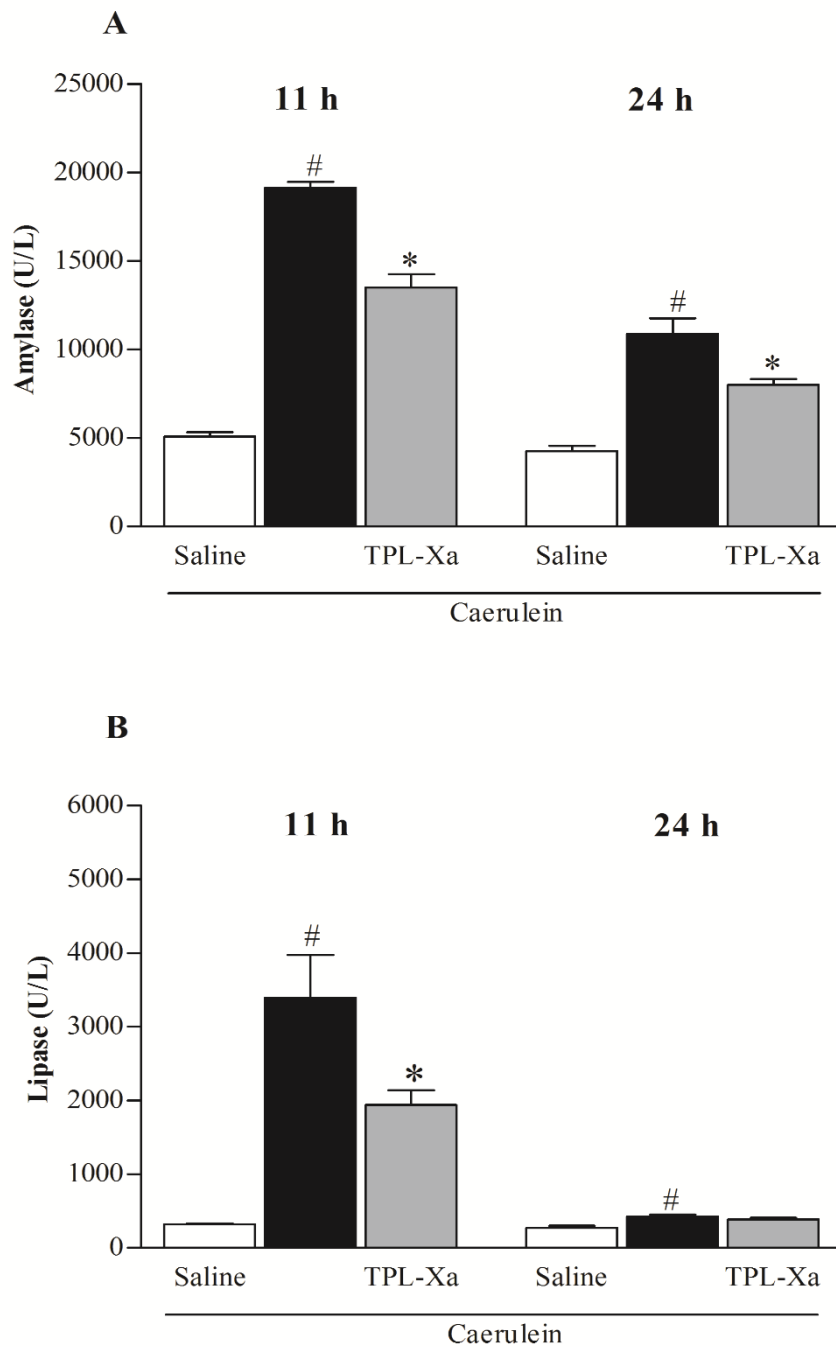 A
11 h
24 h
Amylase (U/L)
25000
20000
15000
10000
5000
0
#
*
#
*
Saline
TPL-Xa
Saline
TPL-Xa
Caerulein
B
11 h
24 h
Lipase (U/L)
6000
5000
4000
3000
2000
1000
0
#
*
#
Saline
TPL-Xa
Saline
TPL-Xa
Caerulein